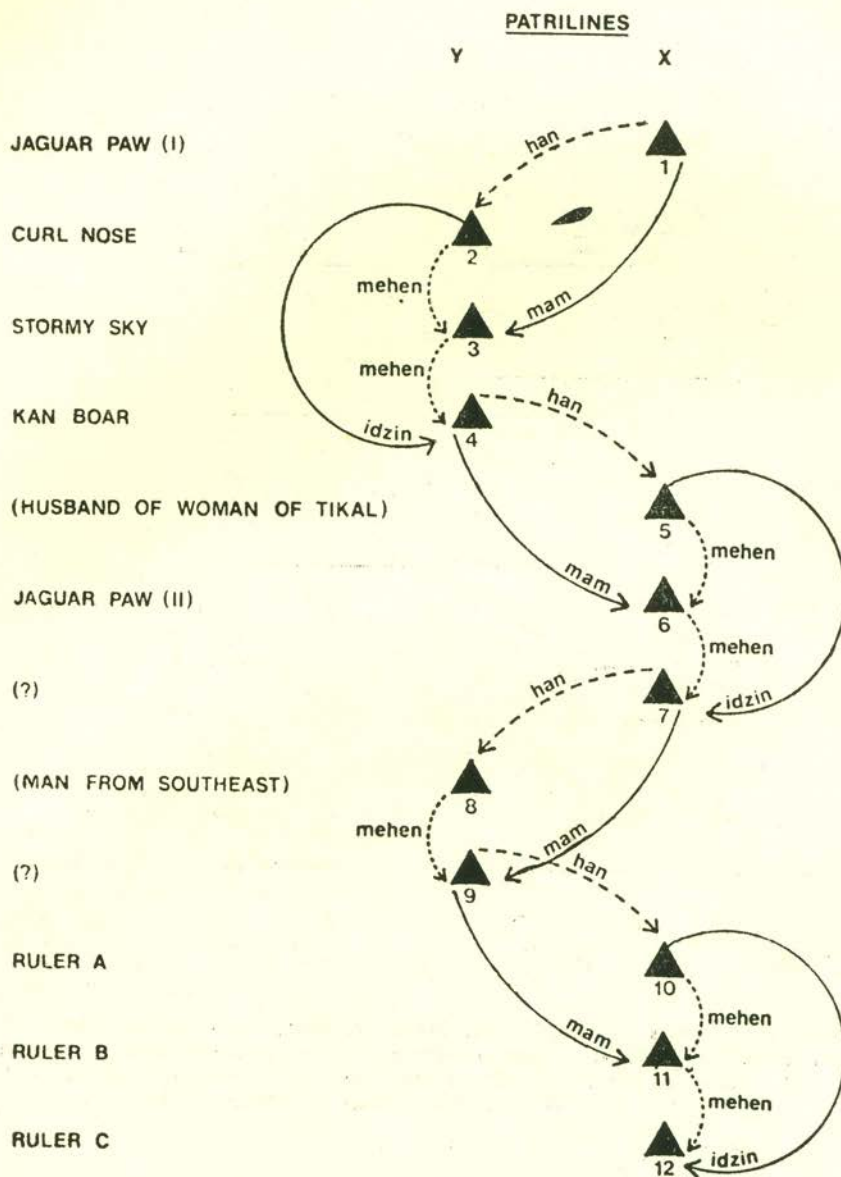 PATRILINES
Y X
JAGUAR PAW (I)
han
1
CURL NOSE
2
mehen
mam
STORMY SKY
3
mehen
han
KAN BOAR
idzin
4
(HUSBAND OF WOMAN OF TIKAL)
5
mehen
mam
JAGUAR PAW (II)
6
mehen
han
(?)
7
idzin
(MAN FROM SOUTHEAST)
8
mehen
mam
(?)
han
9
RULER A
10
mehen
mam
RULER B
11
mehen
RULER C
12
idzin